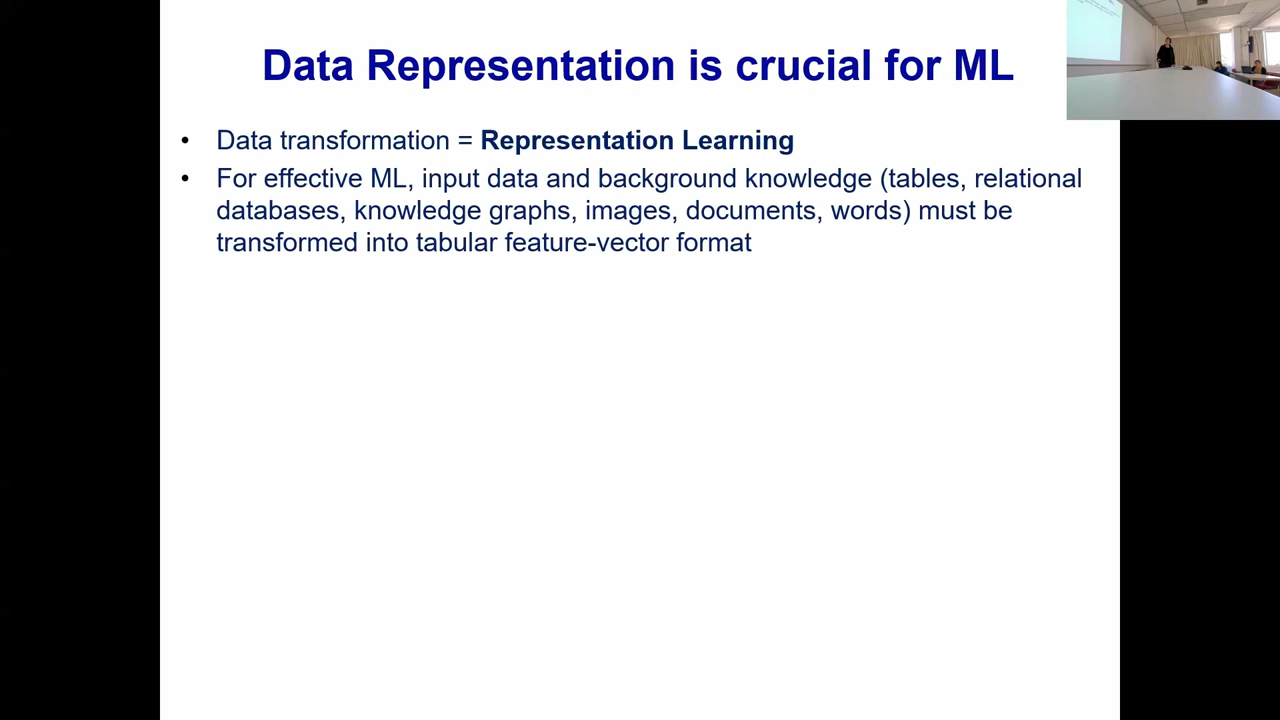 Data Representation is crucial for ML
• Data transformation = Representation Learning
• For effective ML, input data and background knowledge (tables, relational
databases, knowledge graphs, images, documents, words) must be
transformed into tabular feature-vector format